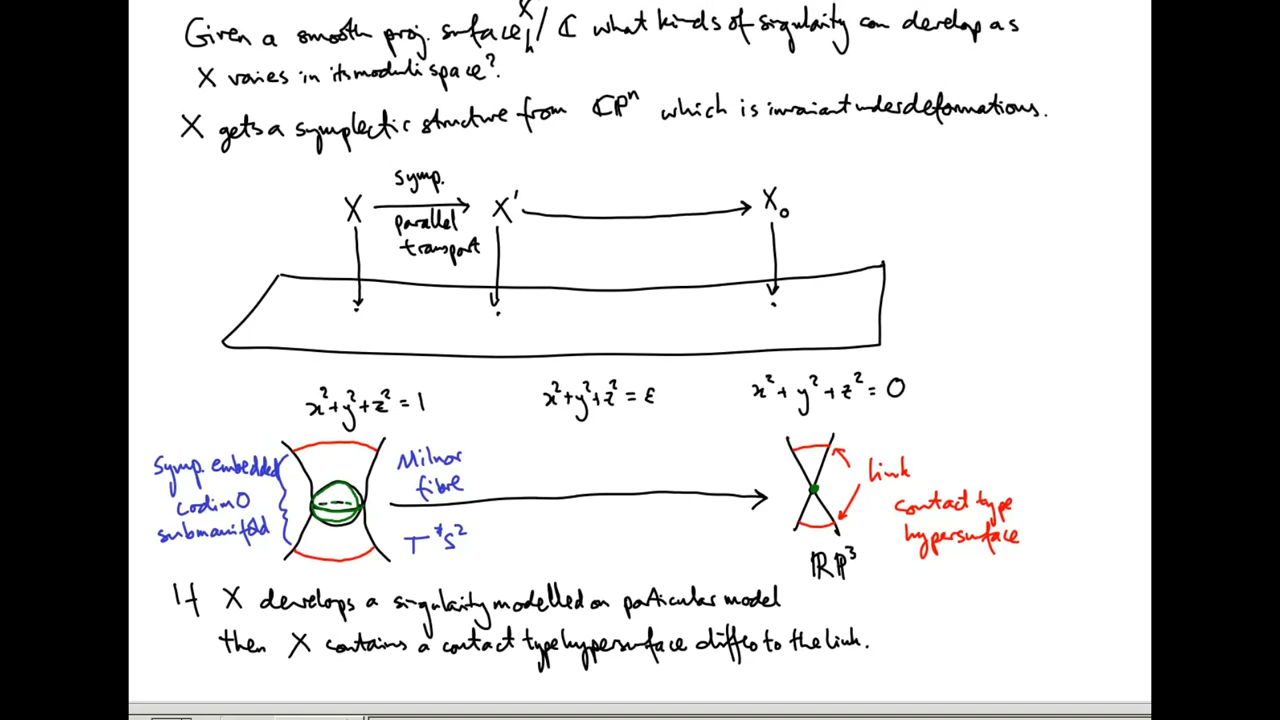 Given a smooth proj. surface X/ℂ what kinds of singularity can develop as
X varies in its moduli space?
X gets a symplectic structure from ℂPⁿ which is invariant under deformations.
X symp. parallel transport X' X₀
x²+y²+z²=1 x²+y²+z²=ε x²+y²+z²=0
Symp. embedded
codim 0
submanifold
Milnor
fibre
T*S²
link
contact type
hypersurface
ℝP³
If X develops a singularity modelled on particular model
then X contains a contact type hypersurface diffeo to the link.